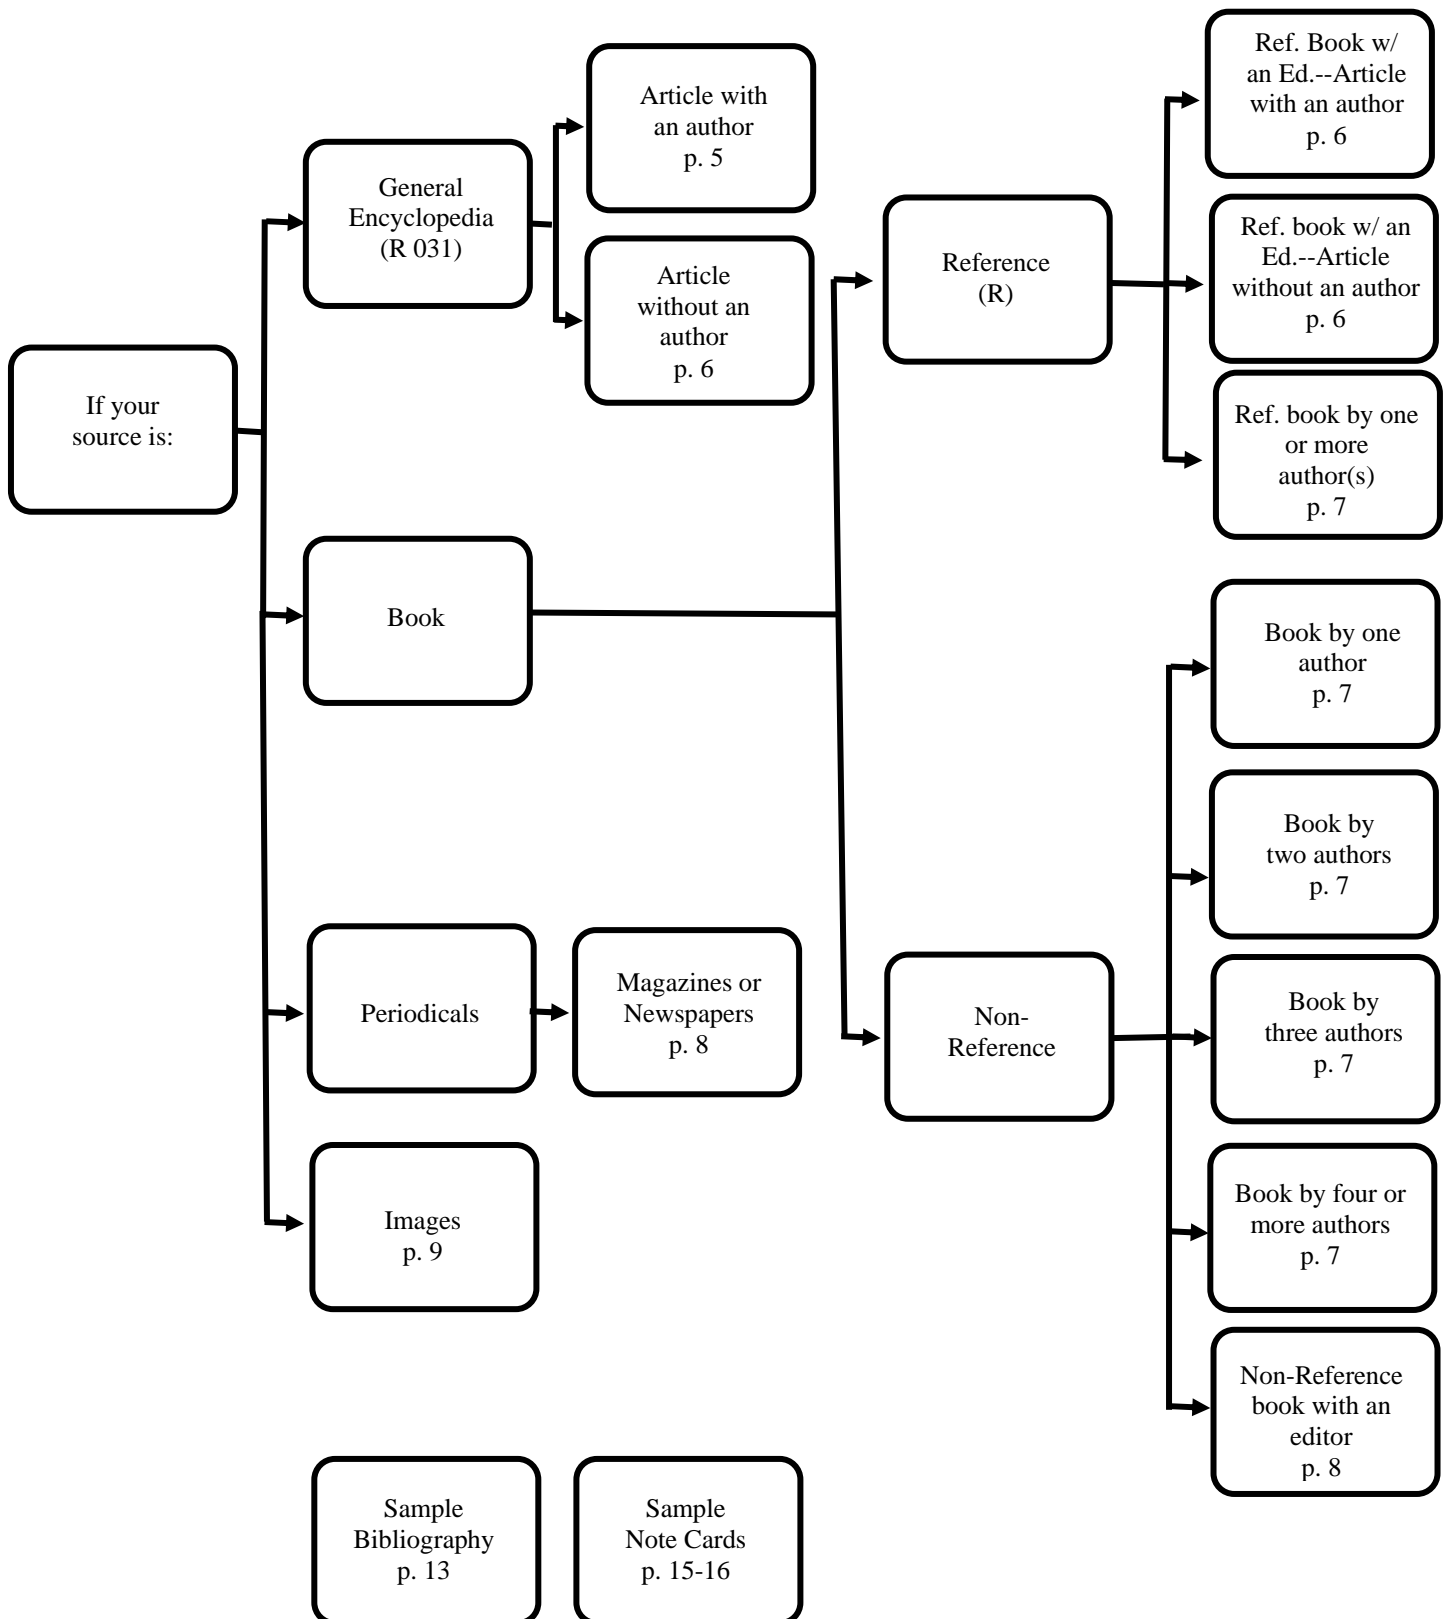 If your
source is:
General
Encyclopedia
(R 031)
Article with
an author
p. 5
Article
without an
author
p. 6
Book
Reference
(R)
Ref. Book w/
an Ed.--Article
with an author
p. 6
Ref. book w/ an
Ed.--Article
without an author
p. 6
Ref. book by one
or more
author(s)
p. 7
Non-
Reference
Book by one
author
p. 7
Book by
two authors
p. 7
Book by
three authors
p. 7
Book by four or
more authors
p. 7
Non-Reference
book with an
editor
p. 8
Periodicals
Magazines or
Newspapers
p. 8
Images
p. 9
Sample
Bibliography
p. 13
Sample
Note Cards
p. 15-16